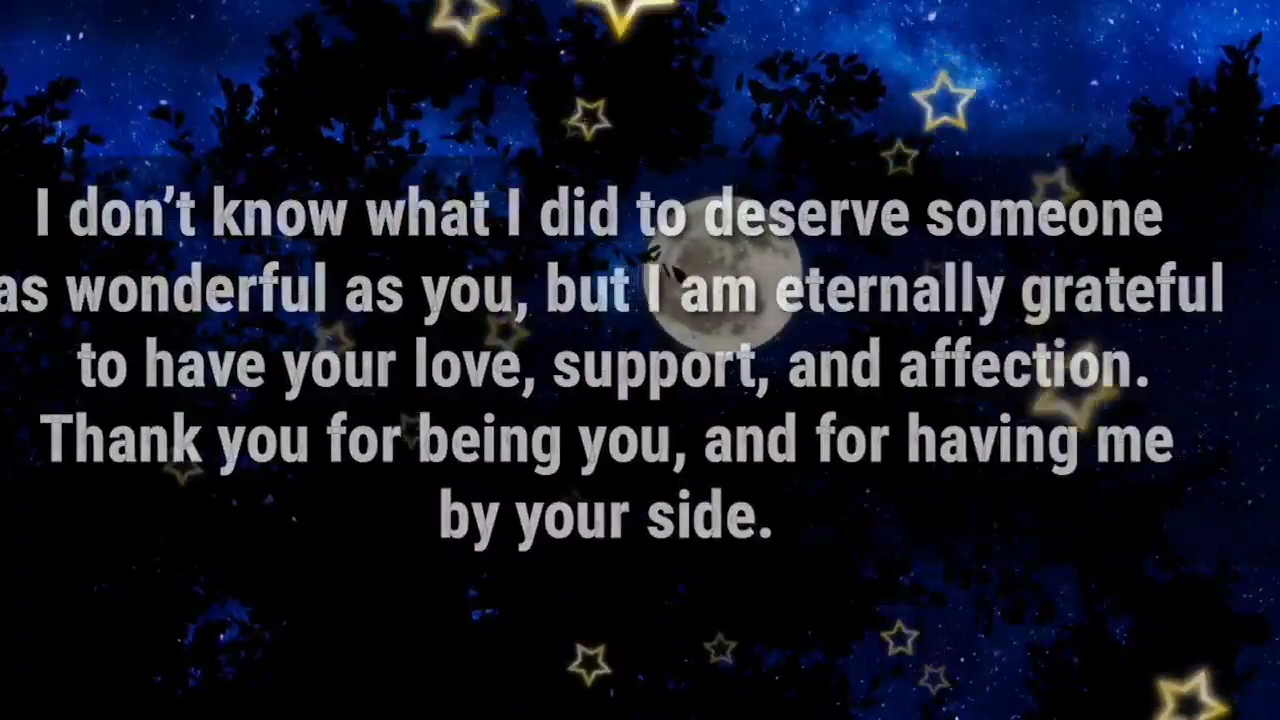 I don’t know what I did to deserve someone
as wonderful as you, but I am eternally grateful
to have your love, support, and affection.
Thank you for being you, and for having me
by your side.